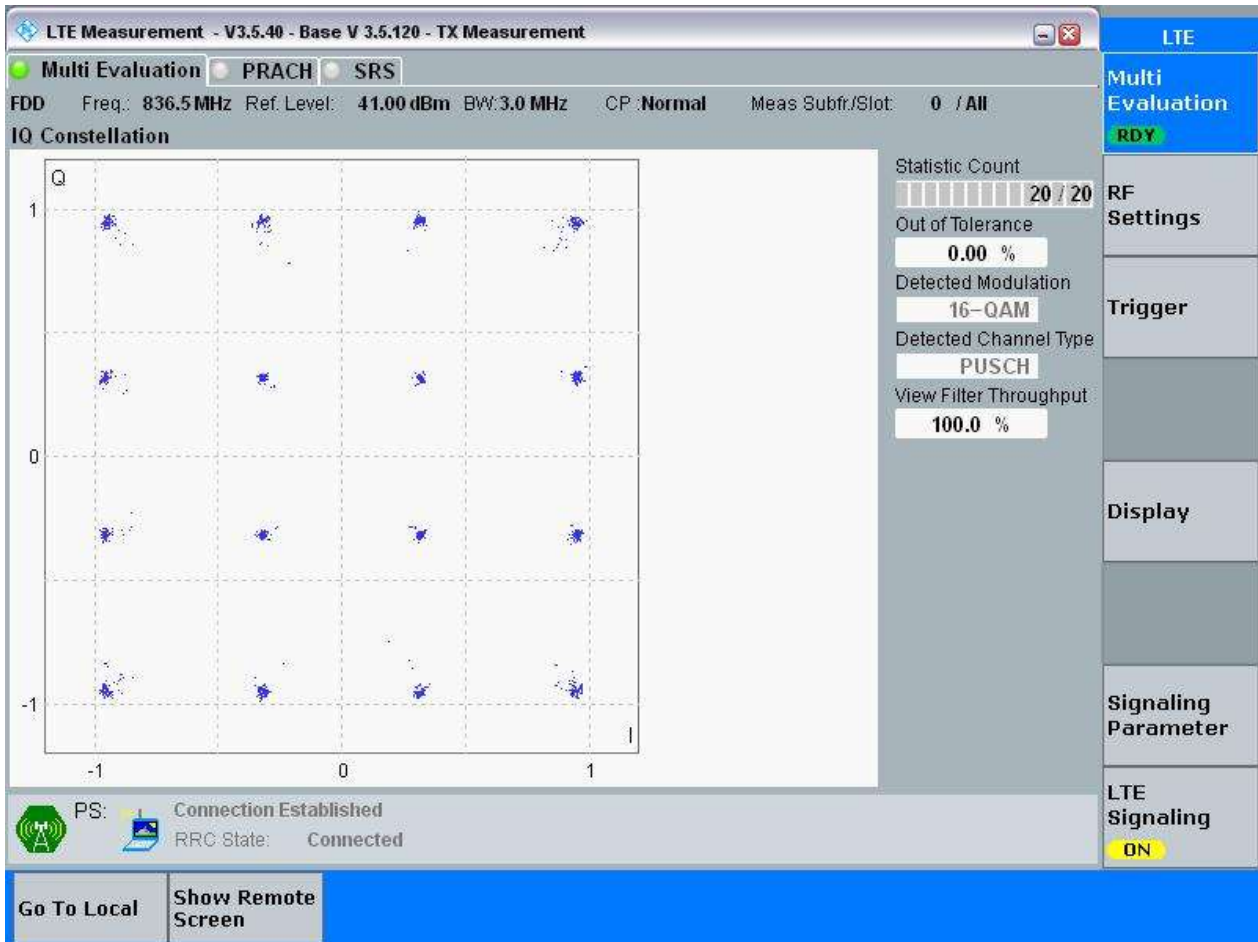 LTE Measurement - V3.5.40 - Base V 3.5.120 - TX Measurement
LTE
Multi Evaluation PRACH SRS
Multi
Evaluation
RDY
FDD Freq.: 836.5 MHz Ref. Level: 41.00 dBm BW: 3.0 MHz CP : Normal Meas Subfr./Slot: 0 / All
IQ Constellation
Q
1
0
-1
-1 0 1
I
Statistic Count
20 / 20
Out of Tolerance
0.00 %
Detected Modulation
16-QAM
Detected Channel Type
PUSCH
View Filter Throughput
100.0 %
RF
Settings
Trigger
Display
Signaling
Parameter
LTE
Signaling
ON
PS: Connection Established
RRC State: Connected
Go To Local
Show Remote
Screen